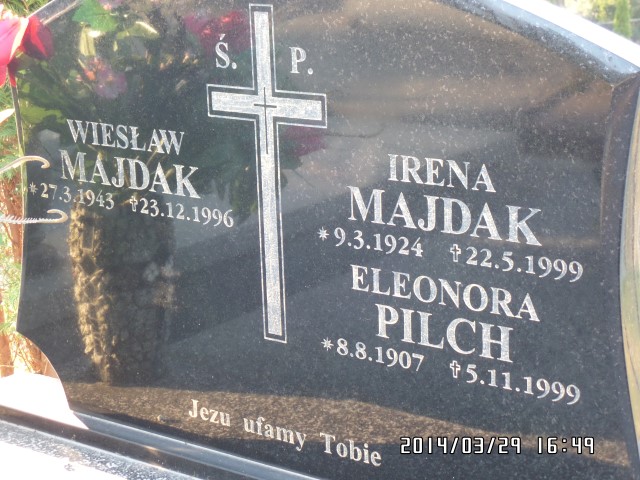 Ś. P.
WIESŁAW
MAJDAK
*27.3.1943 †23.12.1996
IRENA
MAJDAK
*9.3.1924 †22.5.1999
ELEONORA
PILCH
*8.8.1907 †5.11.1999
Jezu ufamy Tobie
2014/03/29 16:49